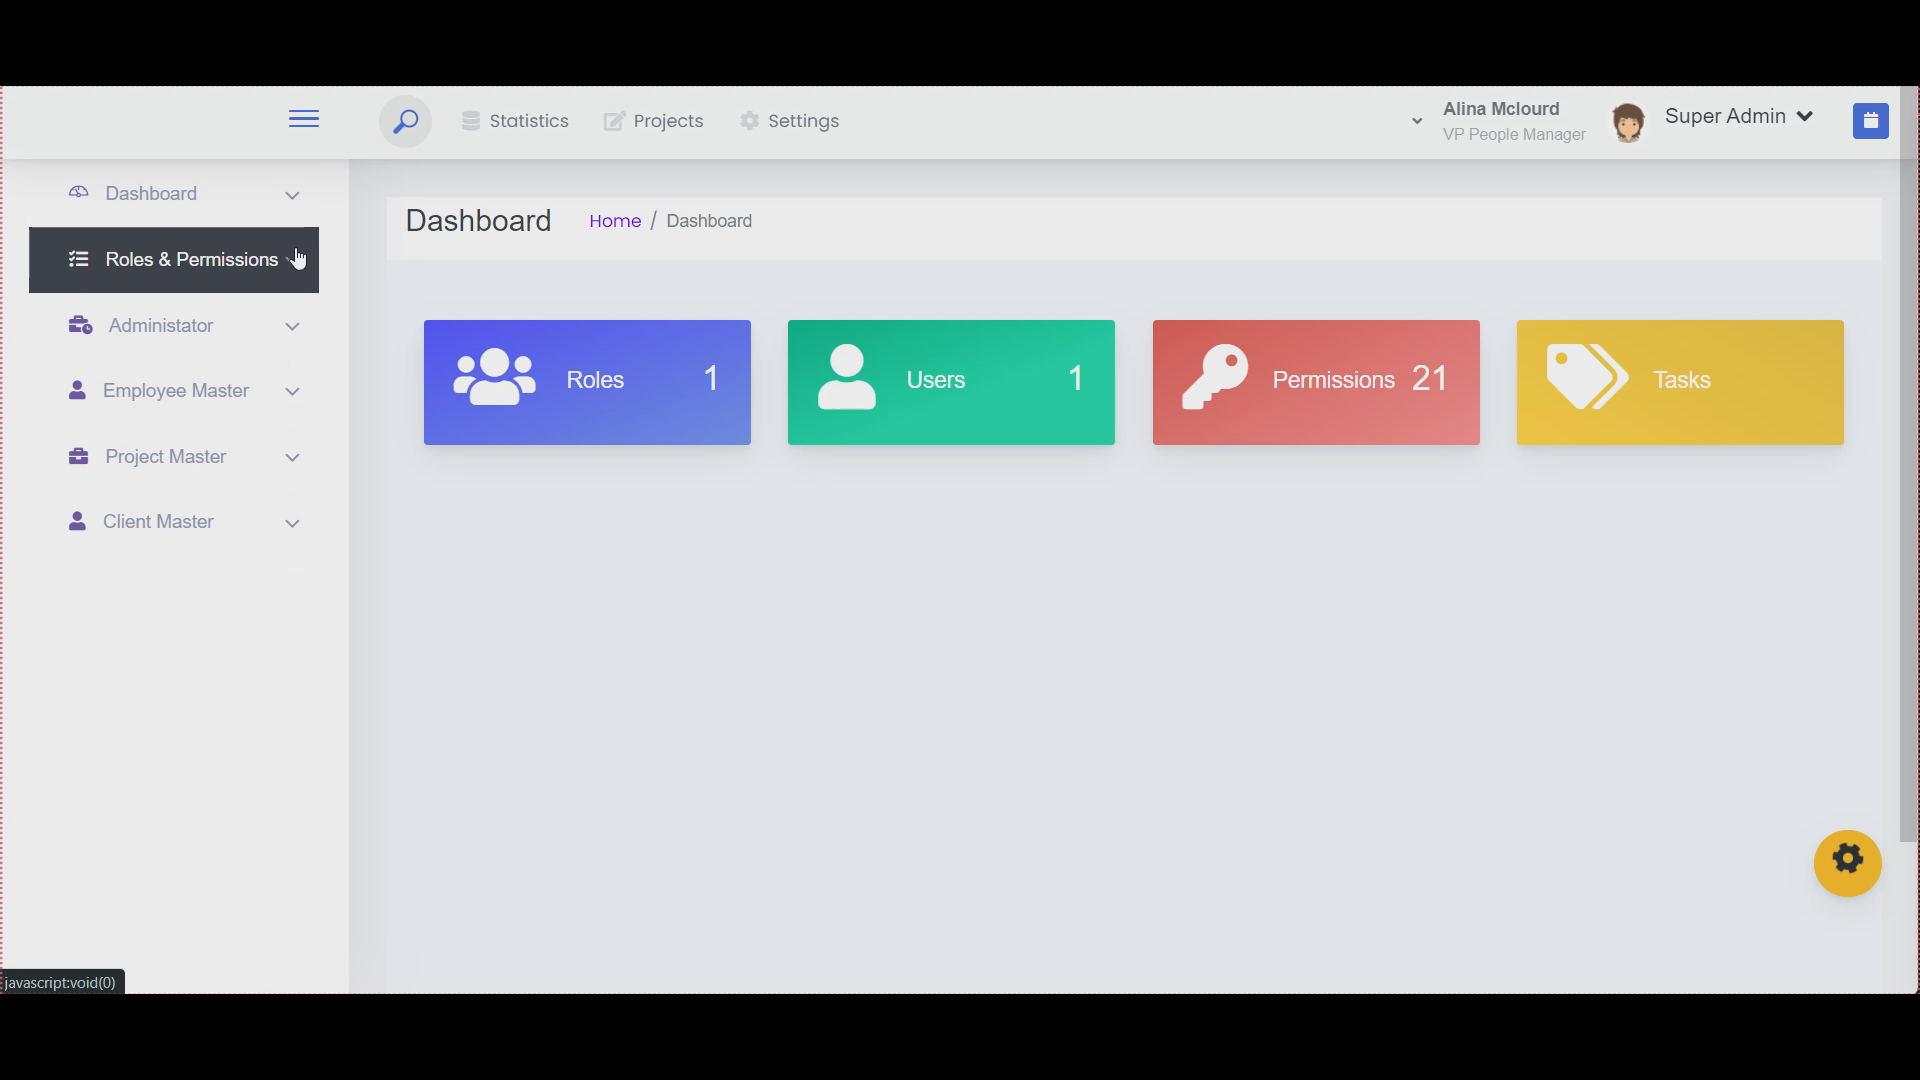 Statistics
Projects
Settings
Alina Mclourd
VP People Manager
Super Admin
Dashboard
Roles & Permissions
Administator
Employee Master
Project Master
Client Master
Dashboard
Home / Dashboard
Roles 1
Users 1
Permissions 21
Tasks
javascript:void(0)